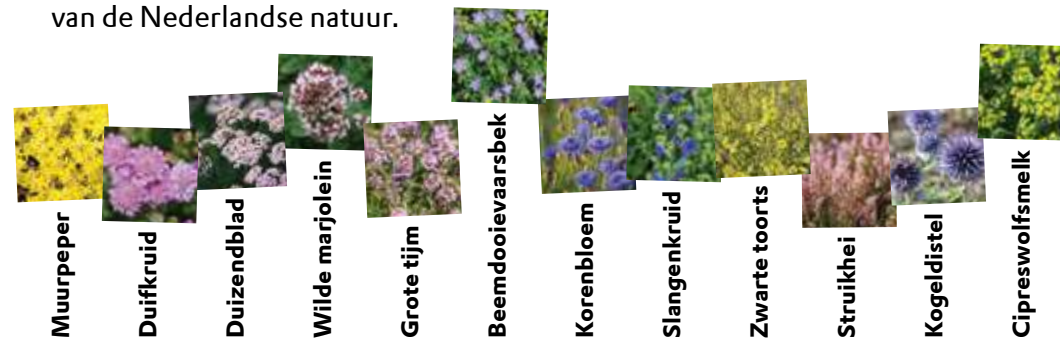 van de Nederlandse natuur.
Muurpeper
Duifkruid
Duizendblad
Wilde marjolein
Grote tijm
Beemdooievaarsbek
Korenbloem
Slangenkruid
Zwarte toorts
Struikhei
Kogeldistel
Cipreswolfsmelk